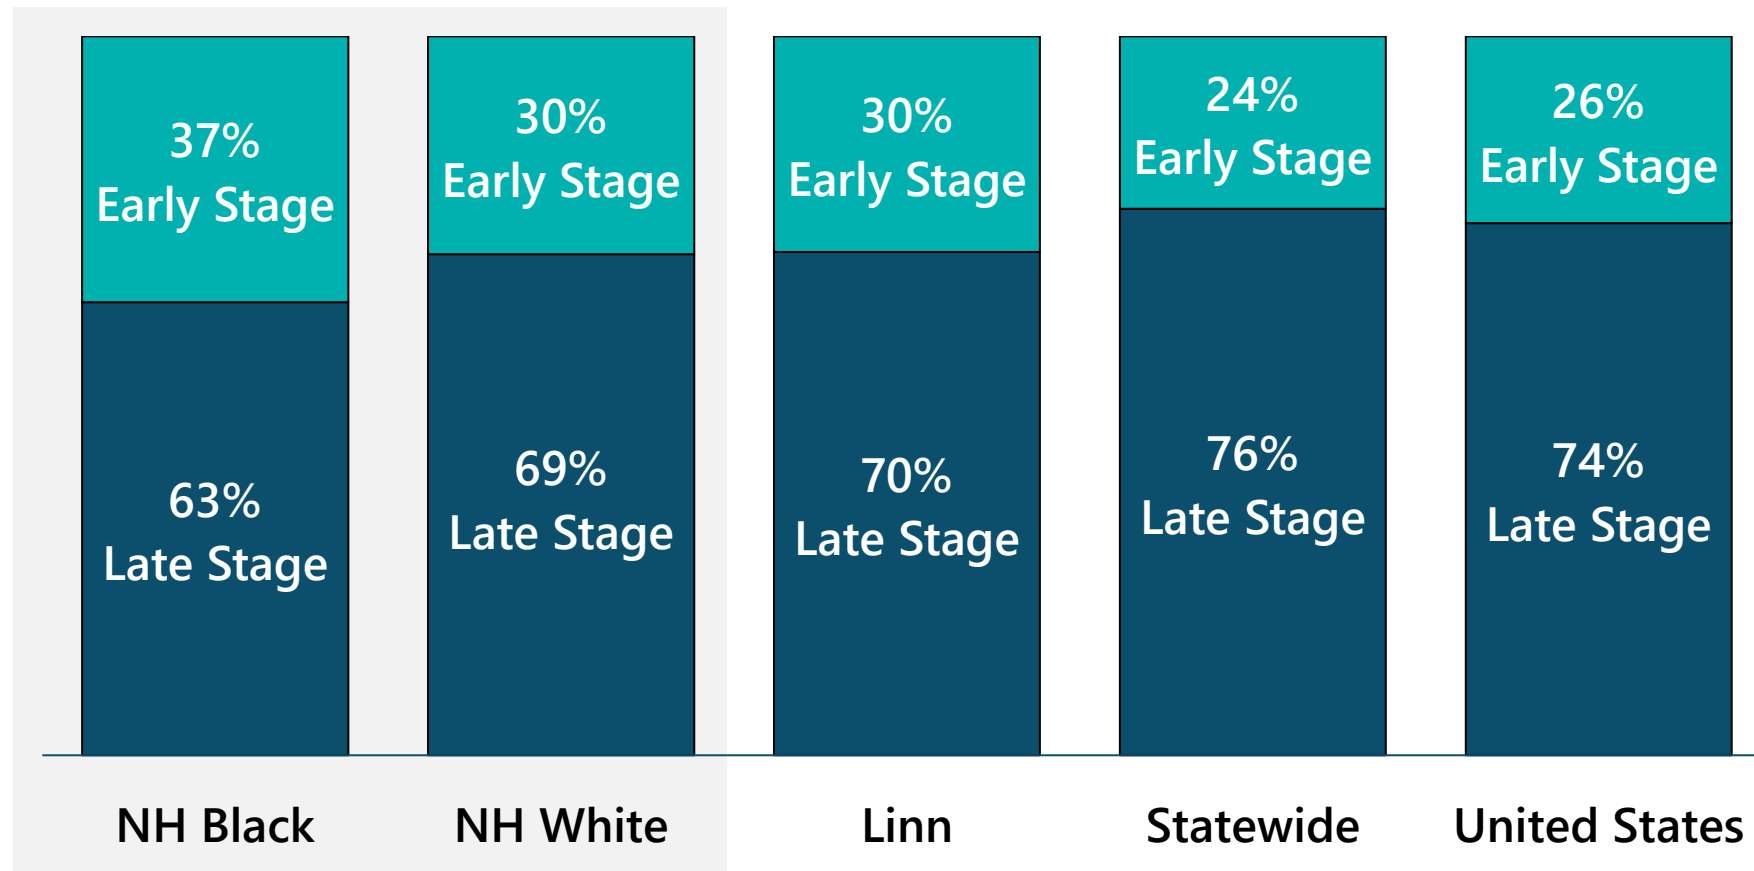 37%
Early Stage
63%
Late Stage
NH Black
30%
Early Stage
69%
Late Stage
NH White
30%
Early Stage
70%
Late Stage
Linn
24%
Early Stage
76%
Late Stage
Statewide
26%
Early Stage
74%
Late Stage
United States